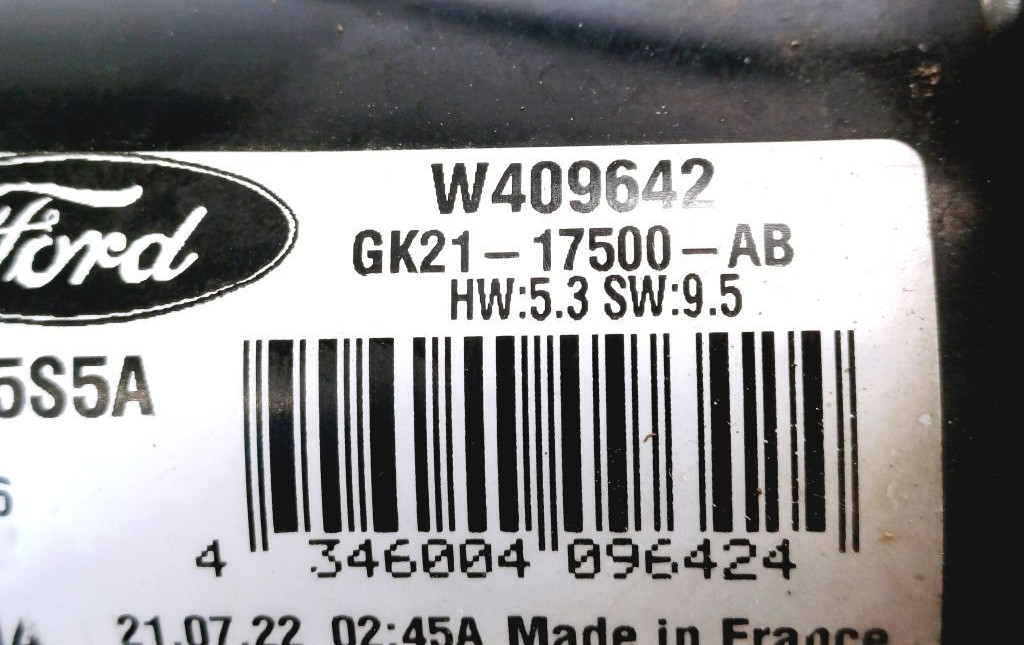 W409642
Ford
GK21-17500-AB
HW:5.3 SW:9.5
5S5A
6
4 346004 096424
21.07.22 02:45A Made in France